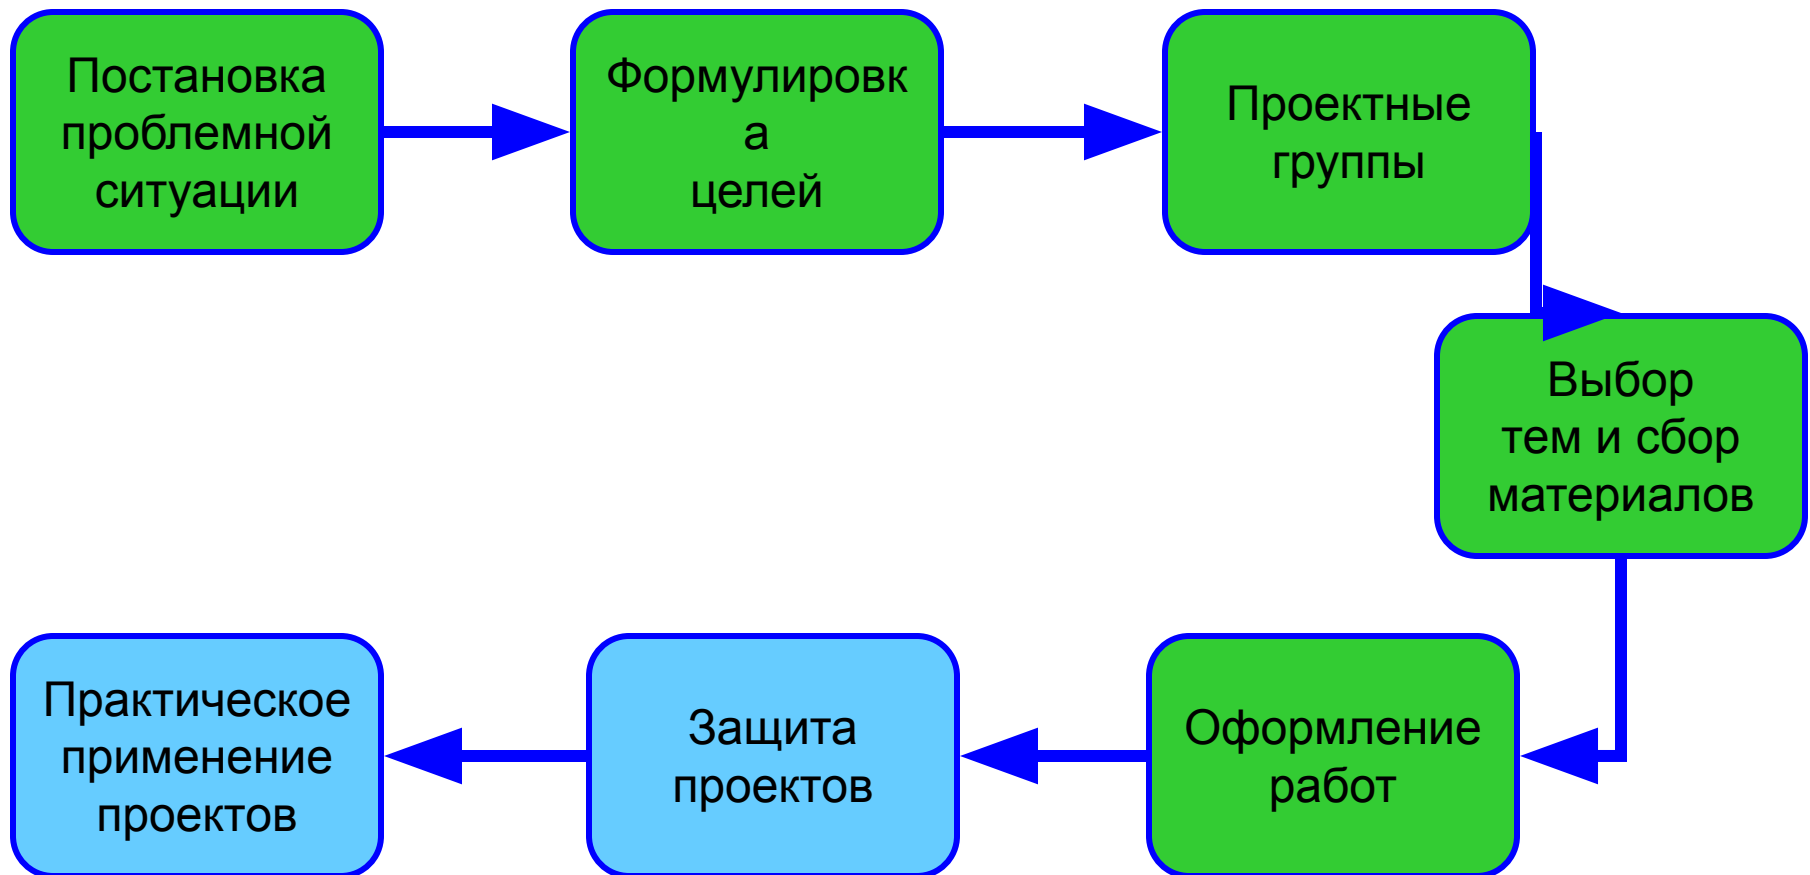 Постановка
проблемной
ситуации
Формулировк
а
целей
Проектные
группы
Выбор
тем и сбор
материалов
Оформление
работ
Защита
проектов
Практическое
применение
проектов